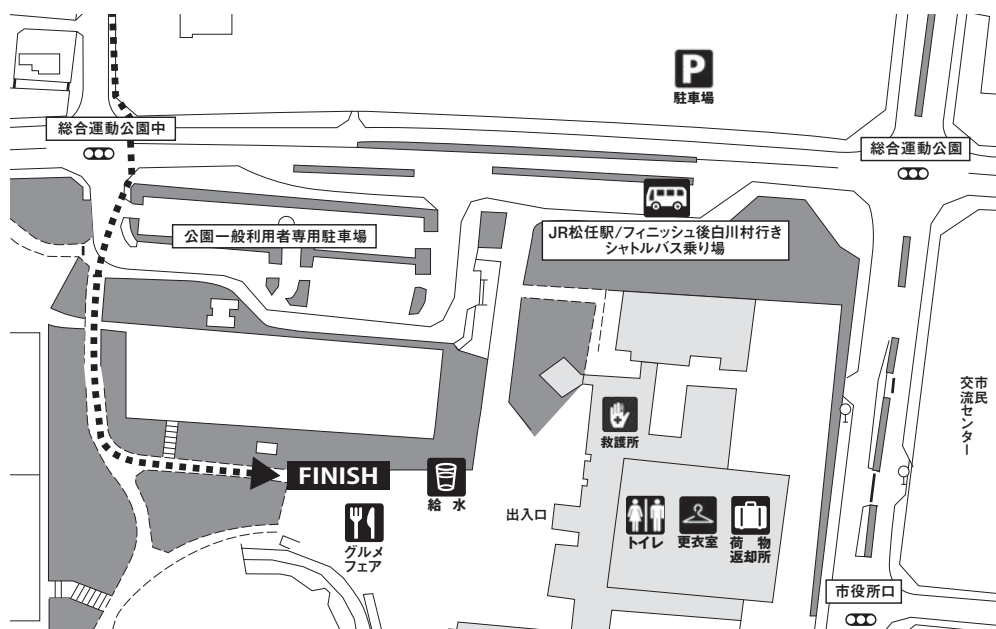 P
駐車場
総合運動公園中
総合運動公園
公園一般利用者専用駐車場
JR松任駅/フィニッシュ後白川村行き
シャトルバス乗り場
市民
交流センター
救護所
FINISH
給 水
グルメ
フェア
出入口
トイレ
更衣室
荷 物
返却所
市役所口